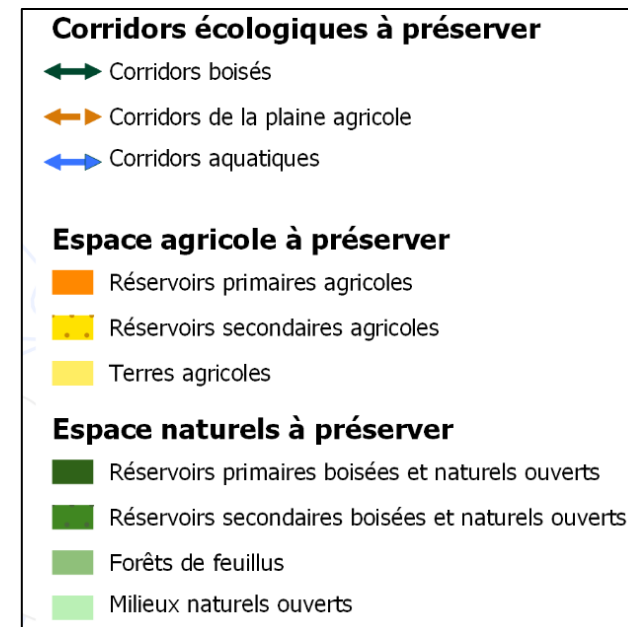 Corridors écologiques à préserver
Corridors boisés
Corridors de la plaine agricole
Corridors aquatiques
Espace agricole à préserver
Réservoirs primaires agricoles
Réservoirs secondaires agricoles
Terres agricoles
Espace naturels à préserver
Réservoirs primaires boisées et naturels ouverts
Réservoirs secondaires boisées et naturels ouverts
Forêts de feuillus
Milieux naturels ouverts